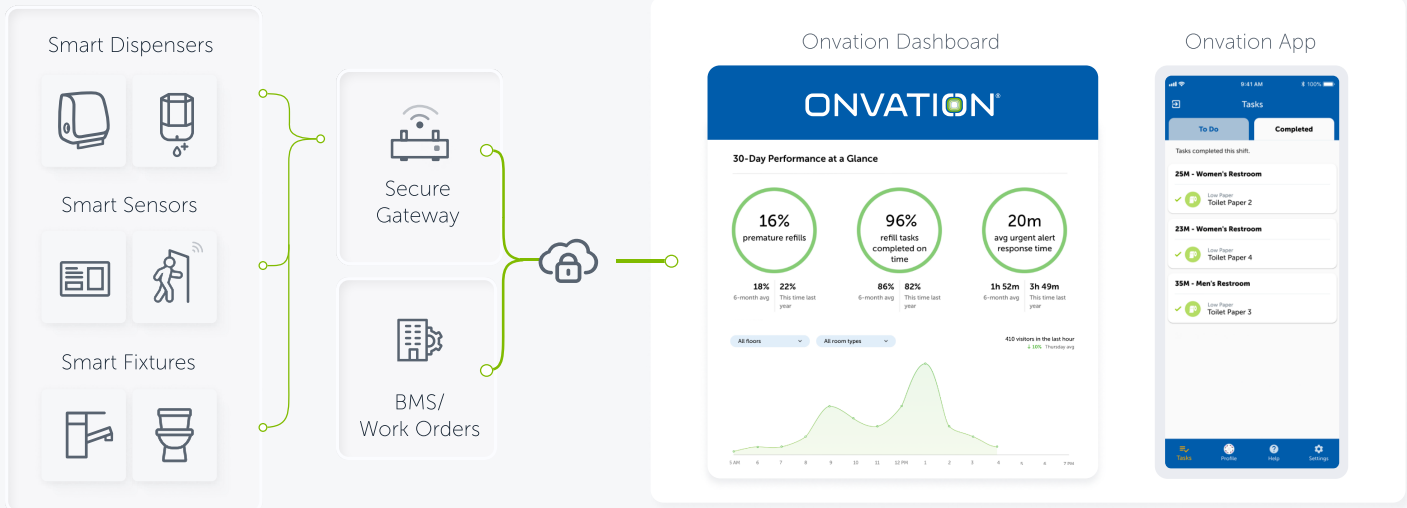 Smart Dispensers
Smart Sensors
Smart Fixtures
Secure
Gateway
BMS/
Work Orders
Onvation Dashboard
ONVATION®
30-Day Performance at a Glance
16%
premature refills
18%
6-month avg
22%
This time last
year
96%
refill tasks
completed on
time
86%
6-month avg
82%
This time last
year
20m
avg urgent alert
response time
1h 52m
6-month avg
3h 49m
This time last
year
All floors
All room types
410 visitors in the last hour
↓ 10% Thursday avg
5 AM 6 7 8 9 10 11 12 PM 1 2 3 4 5 6 7 PM
Onvation App
9:41 AM
100%
Tasks
To Do
Completed
Tasks completed this shift.
25M - Women's Restroom
Low Paper
Toilet Paper 2
23M - Women's Restroom
Low Paper
Toilet Paper 4
35M - Men's Restroom
Low Paper
Toilet Paper 3
Tasks Profile Help Settings